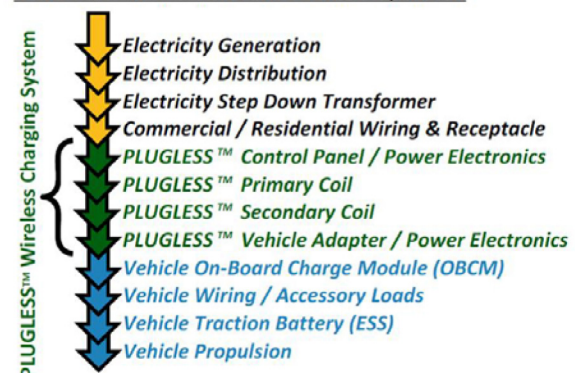 Electricity Generation
Electricity Distribution
Electricity Step Down Transformer
Commercial / Residential Wiring & Receptacle
PLUGLESS™ Control Panel / Power Electronics
PLUGLESS™ Primary Coil
PLUGLESS™ Secondary Coil
PLUGLESS™ Vehicle Adapter / Power Electronics
Vehicle On-Board Charge Module (OBCM)
Vehicle Wiring / Accessory Loads
Vehicle Traction Battery (ESS)
Vehicle Propulsion
PLUGLESS™ Wireless Charging System